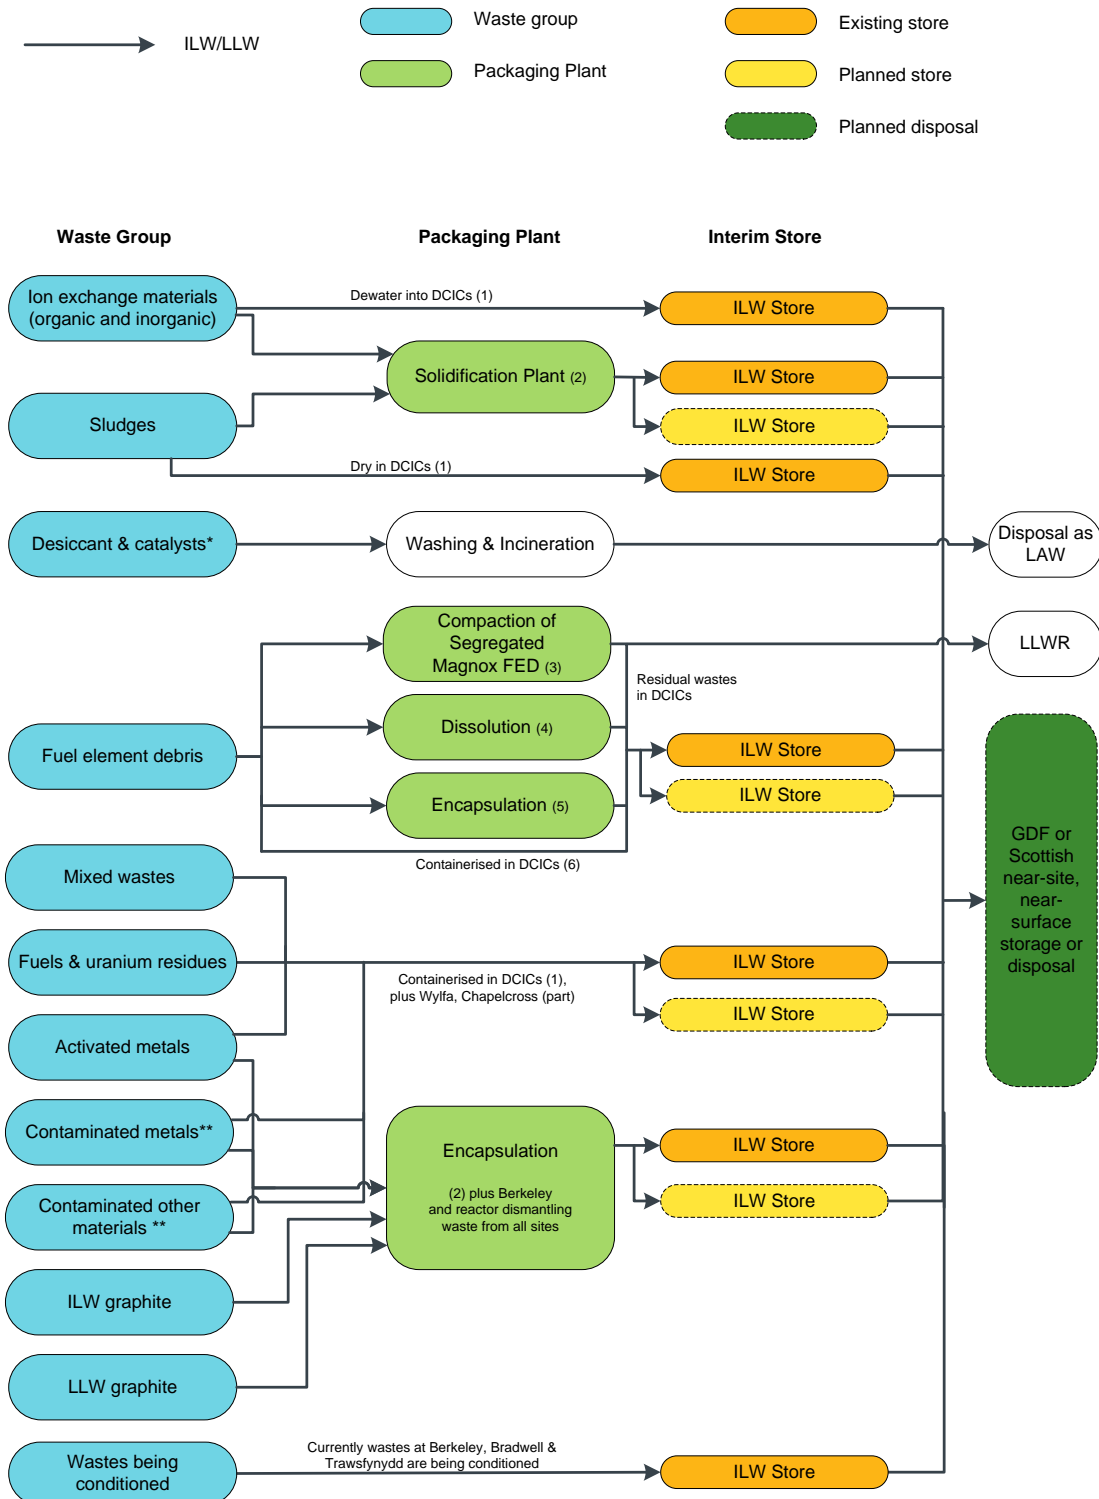 ILW/LLW
Waste group
Existing store
Packaging Plant
Planned store
Planned disposal
Waste Group
Packaging Plant
Interim Store
Ion exchange materials
(organic and inorganic)
Dewater into DCICs (1)
ILW Store
Solidification Plant (2)
ILW Store
Sludges
ILW Store
Dry in DCICs (1)
ILW Store
Desiccant & catalysts*
Washing & Incineration
Disposal as
LAW
Compaction of
Segregated
Magnox FED (3)
LLWR
Residual wastes
in DCICs
Dissolution (4)
Fuel element debris
ILW Store
Encapsulation (5)
ILW Store
Containerised in DCICs (6)
GDF or
Scottish
near-site,
near-
surface
storage or
disposal
Mixed wastes
Fuels & uranium residues
ILW Store
Containerised in DCICs (1),
plus Wylfa, Chapelcross (part)
ILW Store
Activated metals
Contaminated metals**
Encapsulation
(2) plus Berkeley
and reactor dismantling
waste from all sites
ILW Store
Contaminated other
materials **
ILW Store
ILW graphite
LLW graphite
Wastes being
conditioned
Currently wastes at Berkeley, Bradwell &
Trawsfynydd are being conditioned
ILW Store